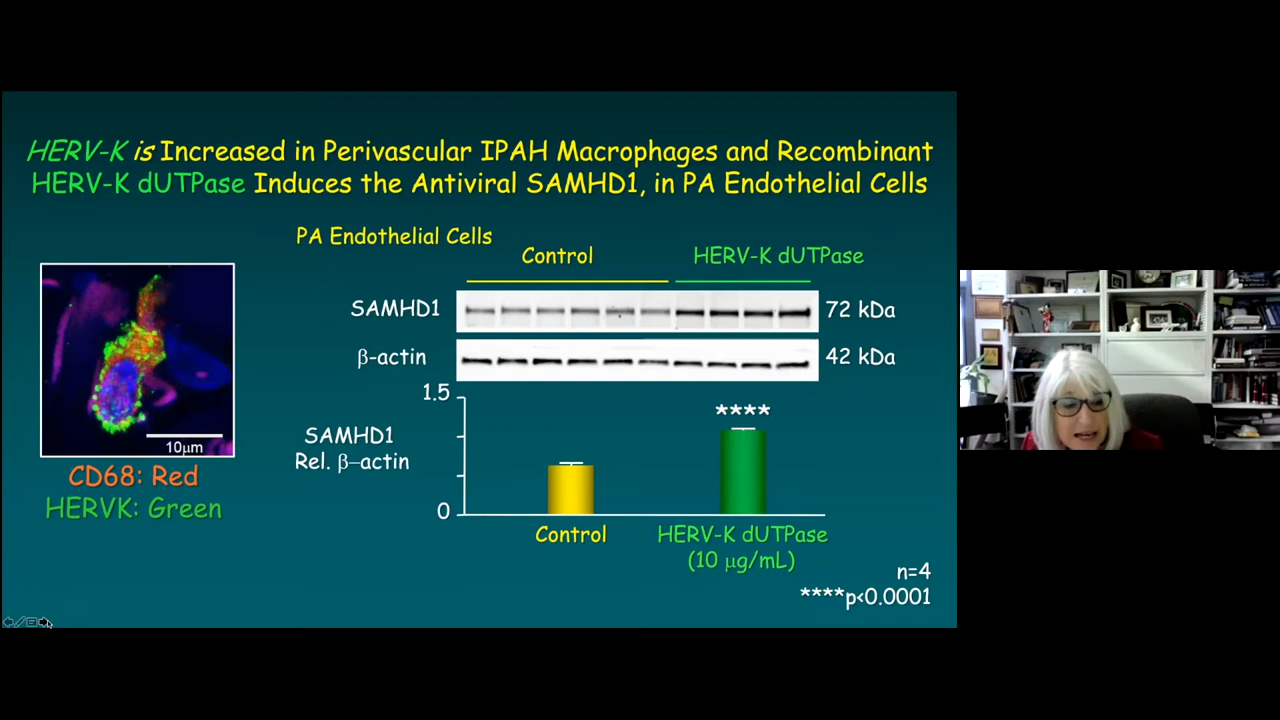 HERV-K is Increased in Perivascular IPAH Macrophages and Recombinant
HERV-K dUTPase Induces the Antiviral SAMHD1, in PA Endothelial Cells
PA Endothelial Cells
Control
HERV-K dUTPase
SAMHD1
72 kDa
β-actin
42 kDa
10μm
CD68: Red
HERVK: Green
1.5
****
SAMHD1
Rel. β-actin
0
Control
HERV-K dUTPase
(10 μg/mL)
n=4
****p<0.0001